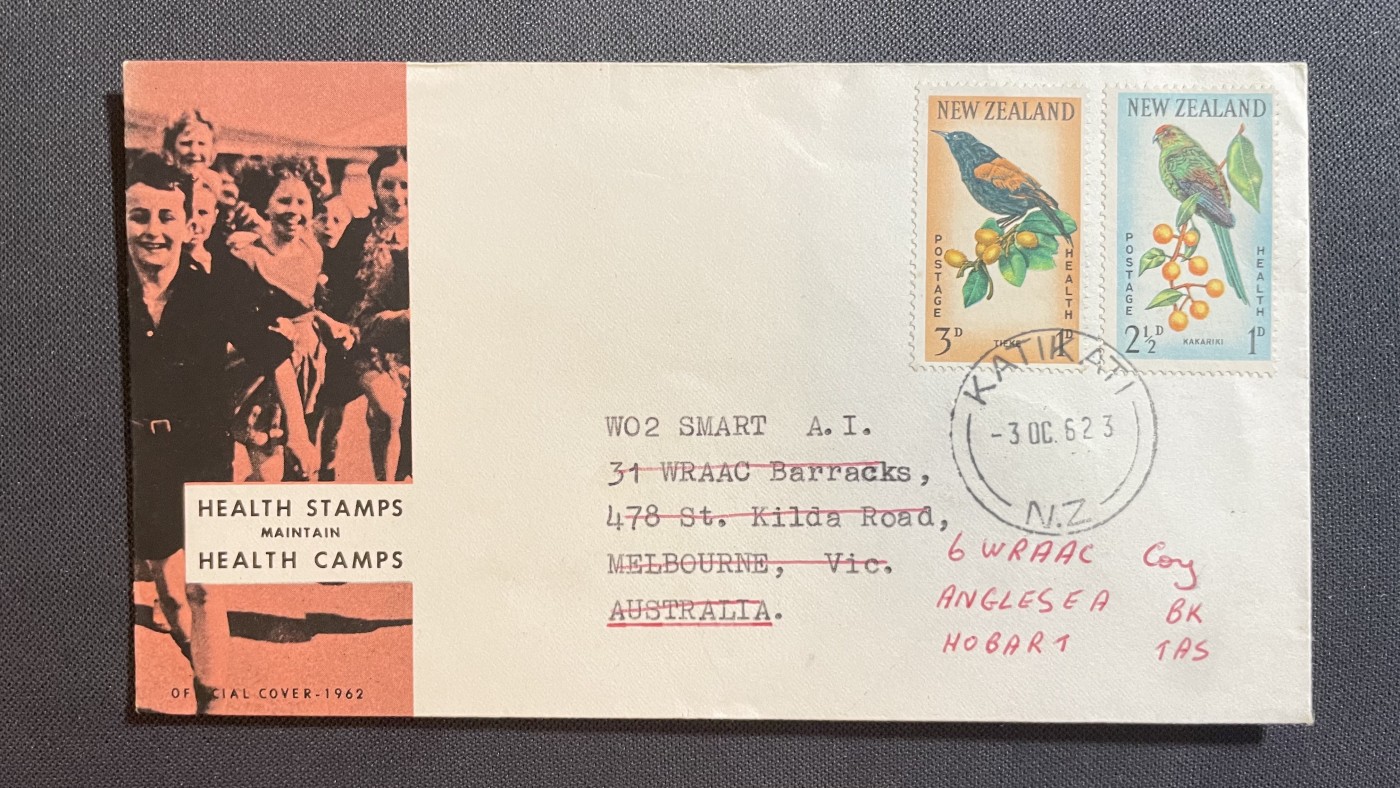 NEW ZEALAND
POSTAGE
HEALTH
3D
TIEKE
1D
NEW ZEALAND
POSTAGE
HEALTH
2½D
KAKARIKI
1D
KATIKATI
-3 OC. 62 3
N.Z
WO2 SMART A.I.
31 WRAAC Barracks,
478 St. Kilda Road,
MELBOURNE, Vic.
AUSTRALIA.
6 WRAAC Coy
ANGLESEA BK
HOBART TAS
HEALTH STAMPS
MAINTAIN
HEALTH CAMPS
OFFICIAL COVER-1962